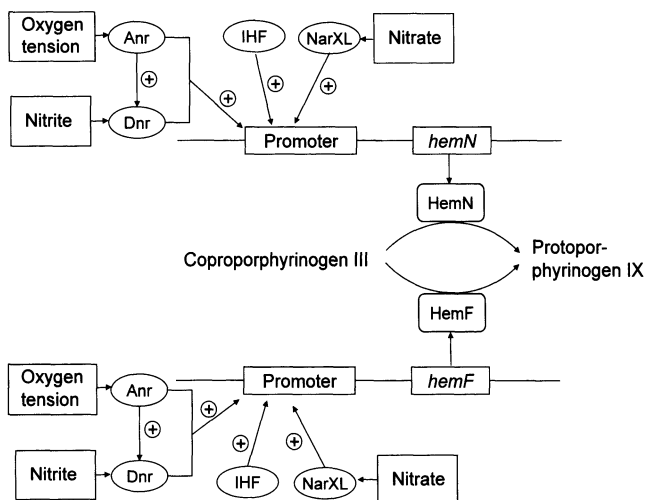 Oxygen
tension
Anr
IHF
NarXL
Nitrate
+
+
+
+
Nitrite
Dnr
Promoter
hemN
HemN
Coproporphyrinogen III
Protopor-
phyrinogen IX
HemF
Oxygen
tension
Anr
Promoter
hemF
+
+
+
+
Nitrite
Dnr
IHF
NarXL
Nitrate